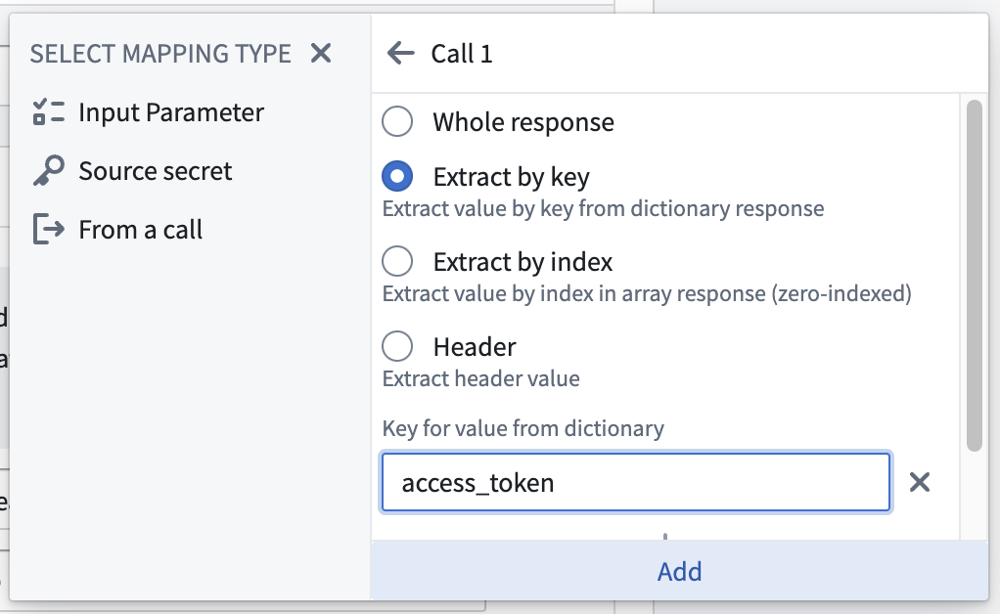 SELECT MAPPING TYPE
Input Parameter
Source secret
From a call
Call 1
Whole response
Extract by key
Extract value by key from dictionary response
Extract by index
Extract value by index in array response (zero-indexed)
Header
Extract header value
Key for value from dictionary
access_token
Add